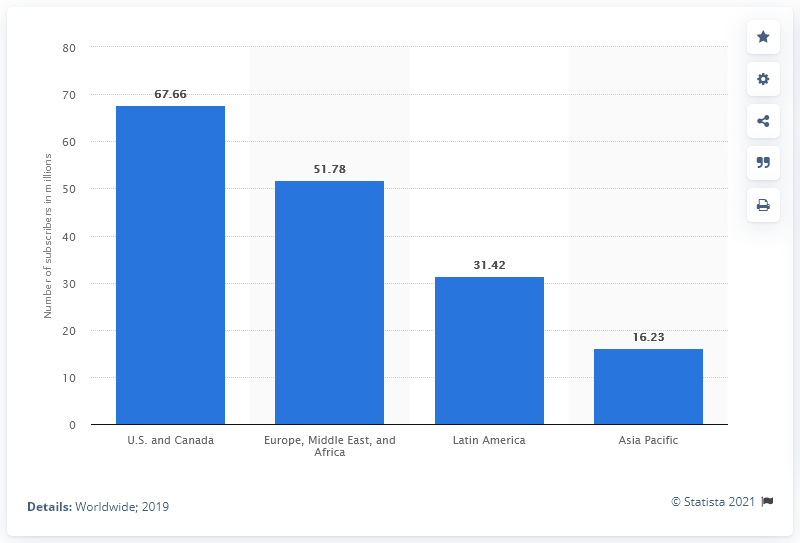 80
70
60
50
40
30
20
10
0
Number of subscribers in millions
67.66
51.78
31.42
16.23
U.S. and Canada
Europe, Middle East, and
Africa
Latin America
Asia Pacific
Details: Worldwide; 2019
© Statista 2021